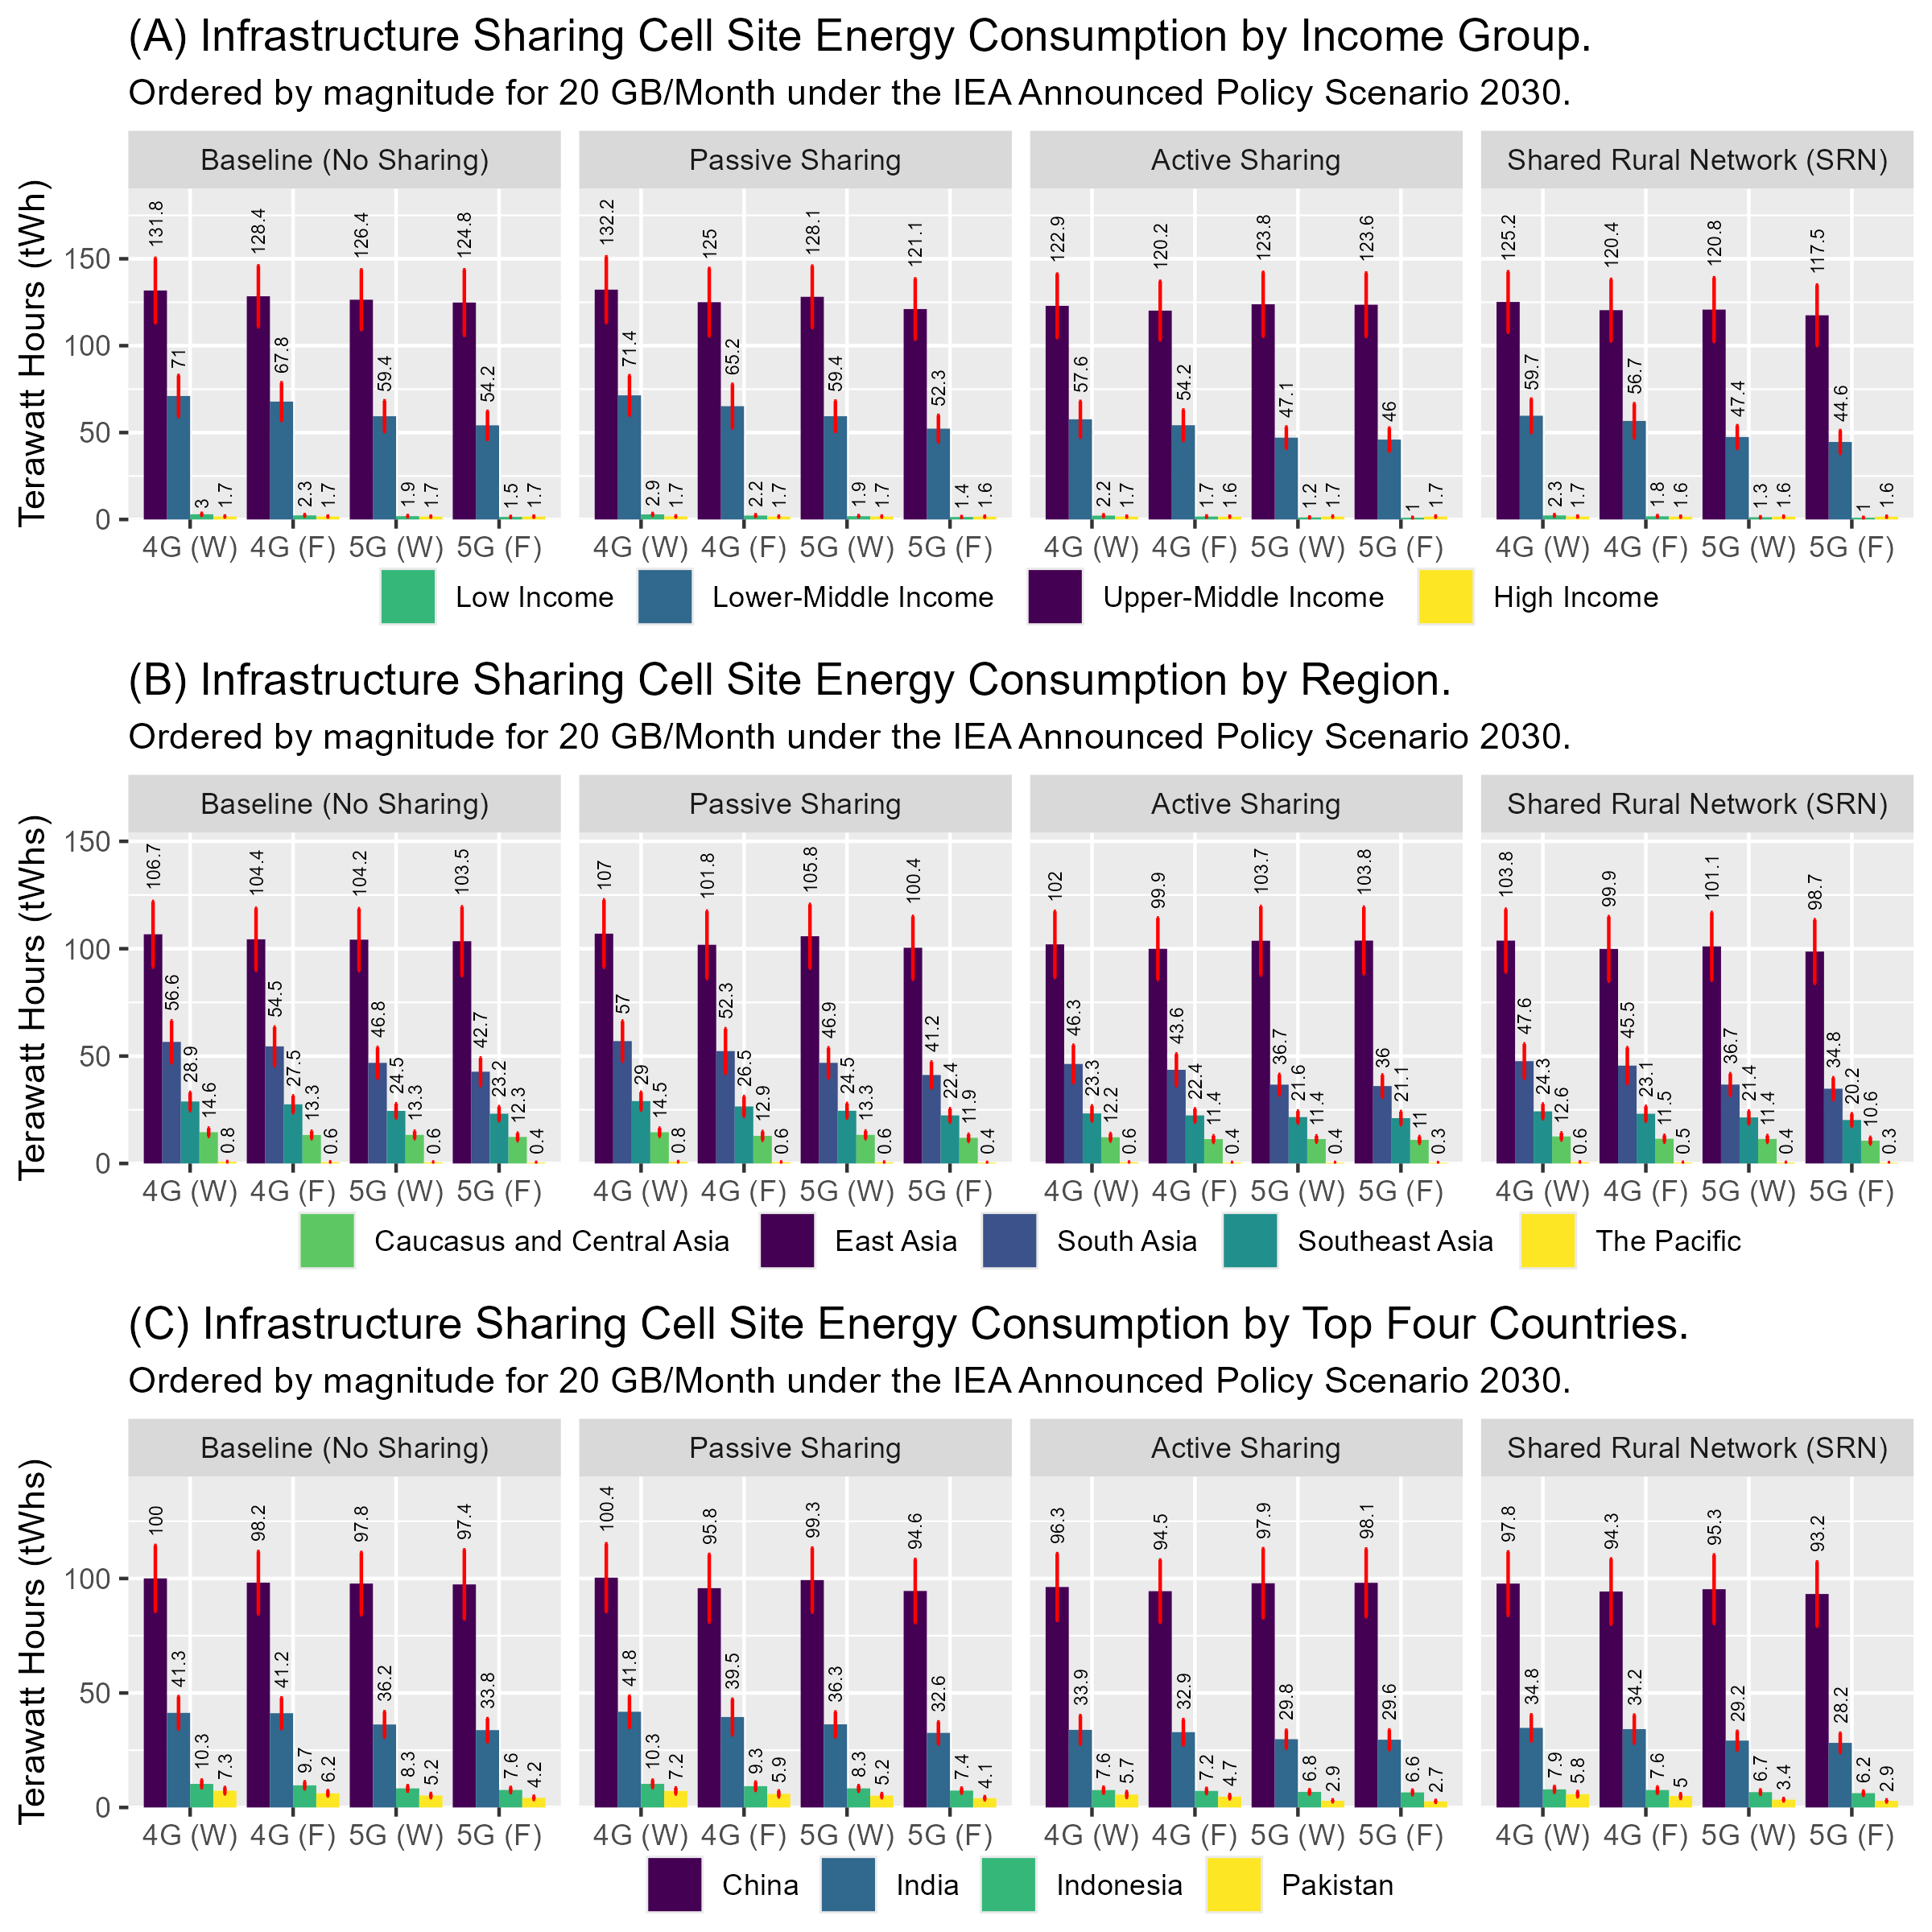 (A) Infrastructure Sharing Cell Site Energy Consumption by Income Group.
Ordered by magnitude for 20 GB/Month under the IEA Announced Policy Scenario 2030.
Baseline (No Sharing) Passive Sharing Active Sharing Shared Rural Network (SRN)
Terawatt Hours (tWh)
150
100
50
0
131.8 71 3 1.7 128.4 67.8 2.3 1.7 126.4 59.4 1.9 1.7 124.8 54.2 1.5 1.7
132.2 71.4 2.9 1.7 125 65.2 2.2 1.7 128.1 59.4 1.9 1.7 121.1 52.3 1.4 1.6
122.9 57.6 2.2 1.7 120.2 54.2 1.7 1.6 123.8 47.1 1.2 1.7 123.6 46 1 1.7
125.2 59.7 2.3 1.7 120.4 56.7 1.8 1.6 120.8 47.4 1.3 1.6 117.5 44.6 1 1.6
4G (W) 4G (F) 5G (W) 5G (F) 4G (W) 4G (F) 5G (W) 5G (F) 4G (W) 4G (F) 5G (W) 5G (F) 4G (W) 4G (F) 5G (W) 5G (F)
Low Income Lower-Middle Income Upper-Middle Income High Income
(B) Infrastructure Sharing Cell Site Energy Consumption by Region.
Ordered by magnitude for 20 GB/Month under the IEA Announced Policy Scenario 2030.
Baseline (No Sharing) Passive Sharing Active Sharing Shared Rural Network (SRN)
Terawatt Hours (tWhs)
150
100
50
0
106.7 56.6 28.9 14.6 0.8 104.4 54.5 27.5 13.3 0.6 104.2 46.8 24.5 13.3 0.6 103.5 42.7 23.2 12.3 0.4
107 57 29 14.5 0.8 101.8 52.3 26.5 12.9 0.6 105.8 46.9 24.5 13.3 0.6 100.4 41.2 22.4 11.9 0.4
102 46.3 23.3 12.2 0.6 99.9 43.6 22.4 11.4 0.4 103.7 36.7 21.6 11.4 0.4 103.8 36 21.1 11 0.3
103.8 47.6 24.3 12.6 0.6 99.9 45.5 23.1 11.5 0.5 101.1 36.7 21.4 11.4 0.4 98.7 34.8 20.2 10.6 0.3
4G (W) 4G (F) 5G (W) 5G (F) 4G (W) 4G (F) 5G (W) 5G (F) 4G (W) 4G (F) 5G (W) 5G (F) 4G (W) 4G (F) 5G (W) 5G (F)
Caucasus and Central Asia East Asia South Asia Southeast Asia The Pacific
(C) Infrastructure Sharing Cell Site Energy Consumption by Top Four Countries.
Ordered by magnitude for 20 GB/Month under the IEA Announced Policy Scenario 2030.
Baseline (No Sharing) Passive Sharing Active Sharing Shared Rural Network (SRN)
Terawatt Hours (tWhs)
100
50
0
100 41.3 10.3 7.3 98.2 41.2 9.7 6.2 97.8 36.2 8.3 5.2 97.4 33.8 7.6 4.2
100.4 41.8 10.3 7.2 95.8 39.5 9.3 5.9 99.3 36.3 8.3 5.2 94.6 32.6 7.4 4.1
96.3 33.9 7.6 5.7 94.5 32.9 7.2 4.7 97.9 29.8 6.8 2.9 98.1 29.6 6.6 2.7
97.8 34.8 7.9 5.8 94.3 34.2 7.6 5 95.3 29.2 6.7 3.4 93.2 28.2 6.2 2.9
4G (W) 4G (F) 5G (W) 5G (F) 4G (W) 4G (F) 5G (W) 5G (F) 4G (W) 4G (F) 5G (W) 5G (F) 4G (W) 4G (F) 5G (W) 5G (F)
China India Indonesia Pakistan